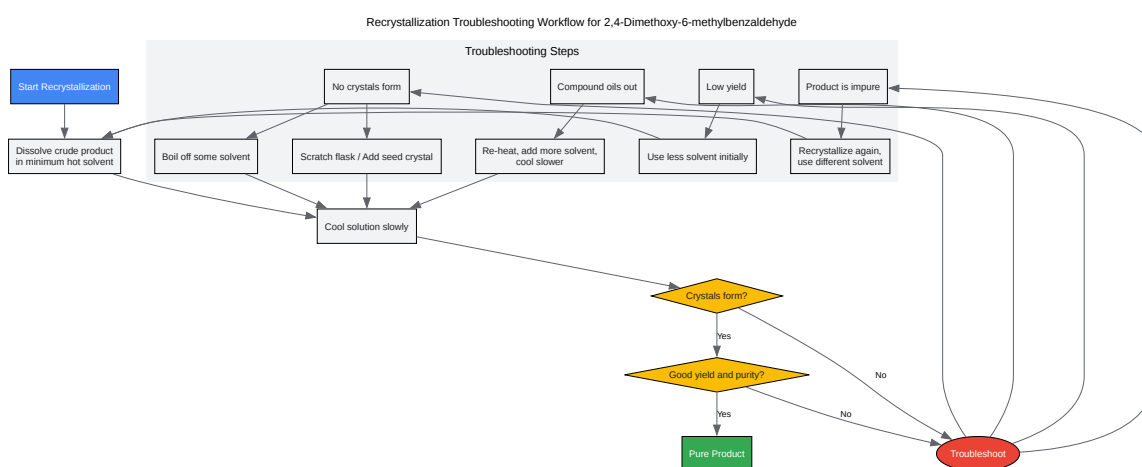 Recrystallization Troubleshooting Workflow for 2,4-Dimethoxy-6-methylbenzaldehyde
Troubleshooting Steps
Start Recrystallization
No crystals form
Compound oils out
Low yield
Product is impure
Dissolve crude product
in minimum hot solvent
Boil off some solvent
Scratch flask / Add seed crystal
Re-heat, add more solvent,
cool slower
Use less solvent initially
Recrystallize again,
use different solvent
Cool solution slowly
Crystals form?
Yes
Good yield and purity?
No
Yes
No
Pure Product
Troubleshoot